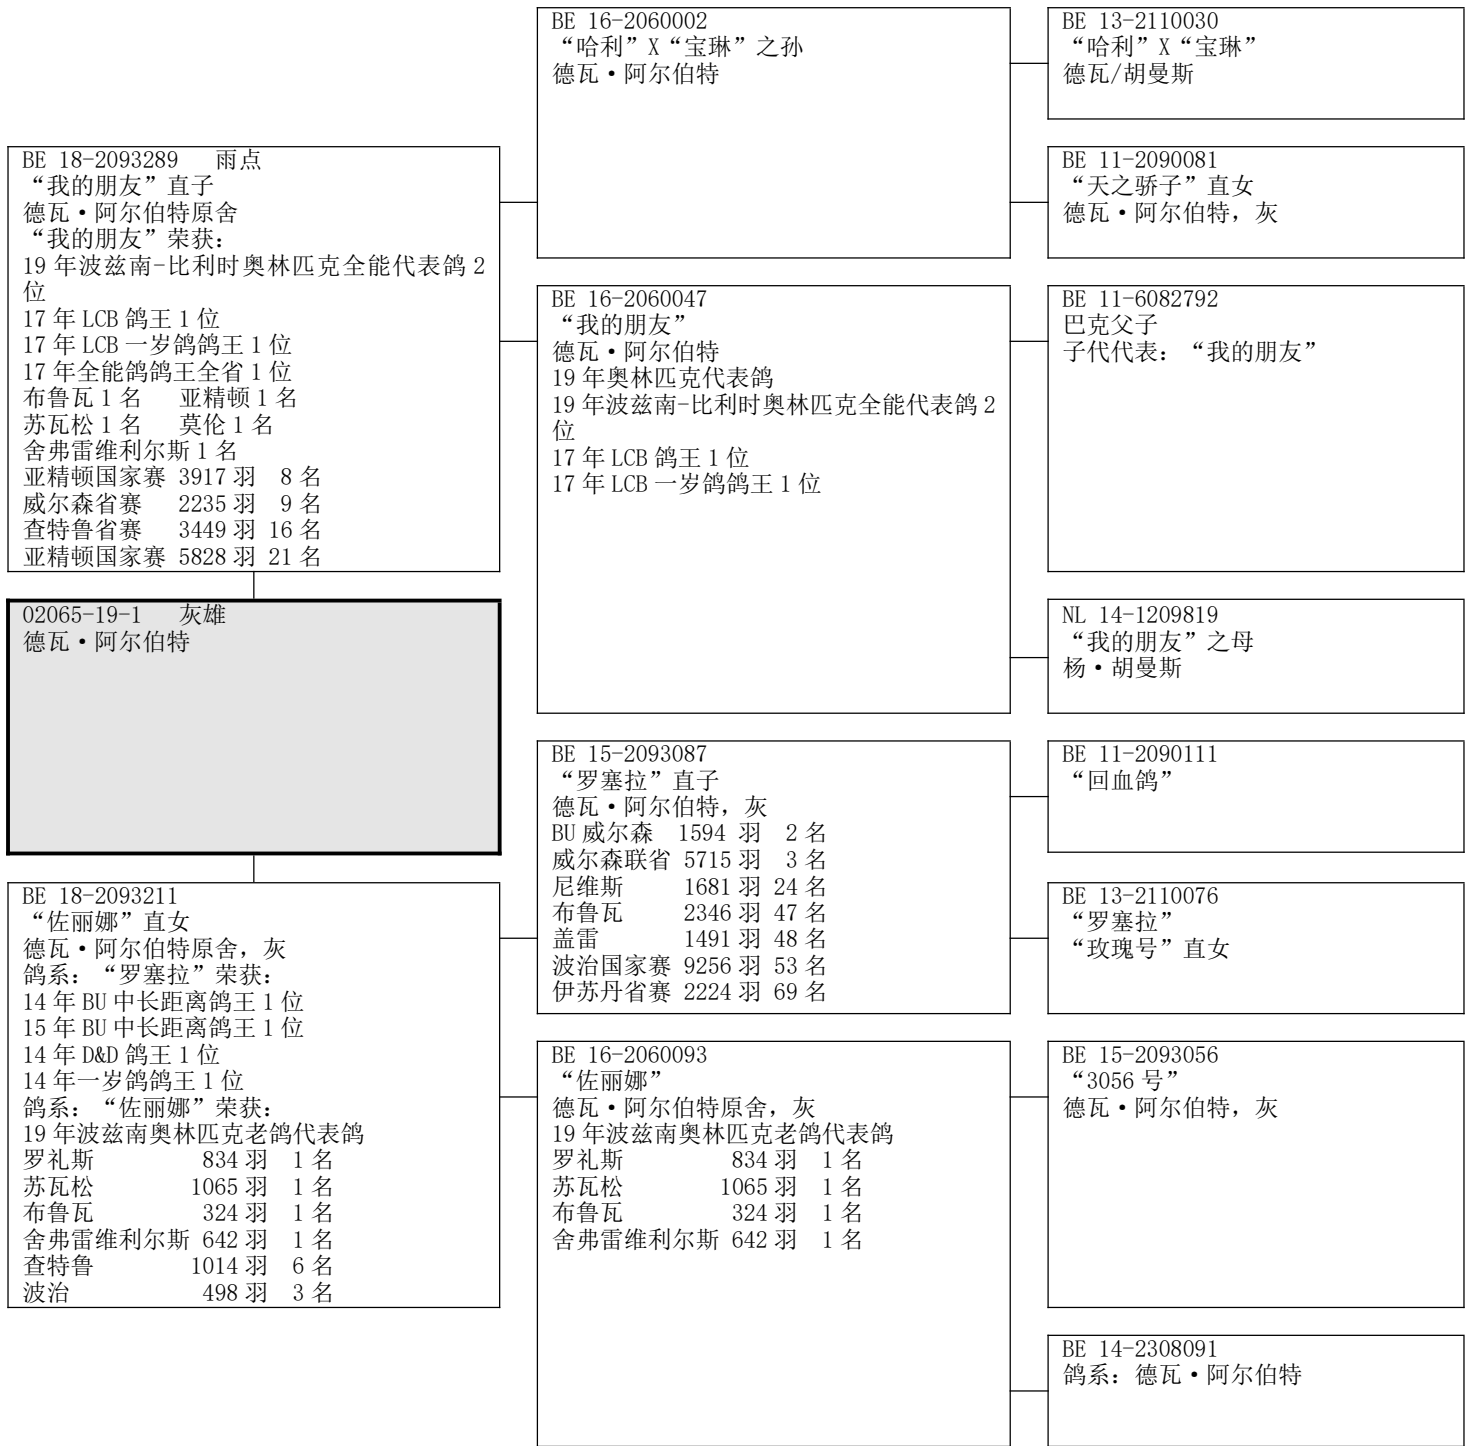 BE 18-2093289 雨点
“我的朋友”直子
德瓦·阿尔伯特原舍
“我的朋友”荣获：
19 年波兹南-比利时奥林匹克全能代表鸽 2
位
17 年 LCB 鸽王 1 位
17 年 LCB 一岁鸽鸽王 1 位
17 年全能鸽鸽王全省 1 位
布鲁瓦 1 名 亚精顿 1 名
苏瓦松 1 名 莫伦 1 名
舍弗雷维利尔斯 1 名
亚精顿国家赛 3917 羽 8 名
威尔森省赛 2235 羽 9 名
查特鲁省赛 3449 羽 16 名
亚精顿国家赛 5828 羽 21 名
02065-19-1 灰雄
德瓦·阿尔伯特
BE 18-2093211
“佐丽娜”直女
德瓦·阿尔伯特原舍，灰
鸽系：“罗塞拉”荣获：
14 年 BU 中长距离鸽王 1 位
15 年 BU 中长距离鸽王 1 位
14 年 D&D 鸽王 1 位
14 年一岁鸽鸽王 1 位
鸽系：“佐丽娜”荣获：
19 年波兹南奥林匹克老鸽代表鸽
罗礼斯 834 羽 1 名
苏瓦松 1065 羽 1 名
布鲁瓦 324 羽 1 名
舍弗雷维利尔斯 642 羽 1 名
查特鲁 1014 羽 6 名
波治 498 羽 3 名
BE 16-2060002
“哈利”X“宝琳”之孙
德瓦·阿尔伯特
BE 16-2060047
“我的朋友”
德瓦·阿尔伯特
19 年奥林匹克代表鸽
19 年波兹南-比利时奥林匹克全能代表鸽 2
位
17 年 LCB 鸽王 1 位
17 年 LCB 一岁鸽鸽王 1 位
BE 15-2093087
“罗塞拉”直子
德瓦·阿尔伯特，灰
BU 威尔森 1594 羽 2 名
威尔森联省 5715 羽 3 名
尼维斯 1681 羽 24 名
布鲁瓦 2346 羽 47 名
盖雷 1491 羽 48 名
波治国家赛 9256 羽 53 名
伊苏丹省赛 2224 羽 69 名
BE 16-2060093
“佐丽娜”
德瓦·阿尔伯特原舍，灰
19 年波兹南奥林匹克老鸽代表鸽
罗礼斯 834 羽 1 名
苏瓦松 1065 羽 1 名
布鲁瓦 324 羽 1 名
舍弗雷维利尔斯 642 羽 1 名
BE 13-2110030
“哈利”X“宝琳”
德瓦/胡曼斯
BE 11-2090081
“天之骄子”直女
德瓦·阿尔伯特，灰
BE 11-6082792
巴克父子
子代代表：“我的朋友”
NL 14-1209819
“我的朋友”之母
杨·胡曼斯
BE 11-2090111
“回血鸽”
BE 13-2110076
“罗塞拉”
“玫瑰号”直女
BE 15-2093056
“3056 号”
德瓦·阿尔伯特，灰
BE 14-2308091
鸽系：德瓦·阿尔伯特